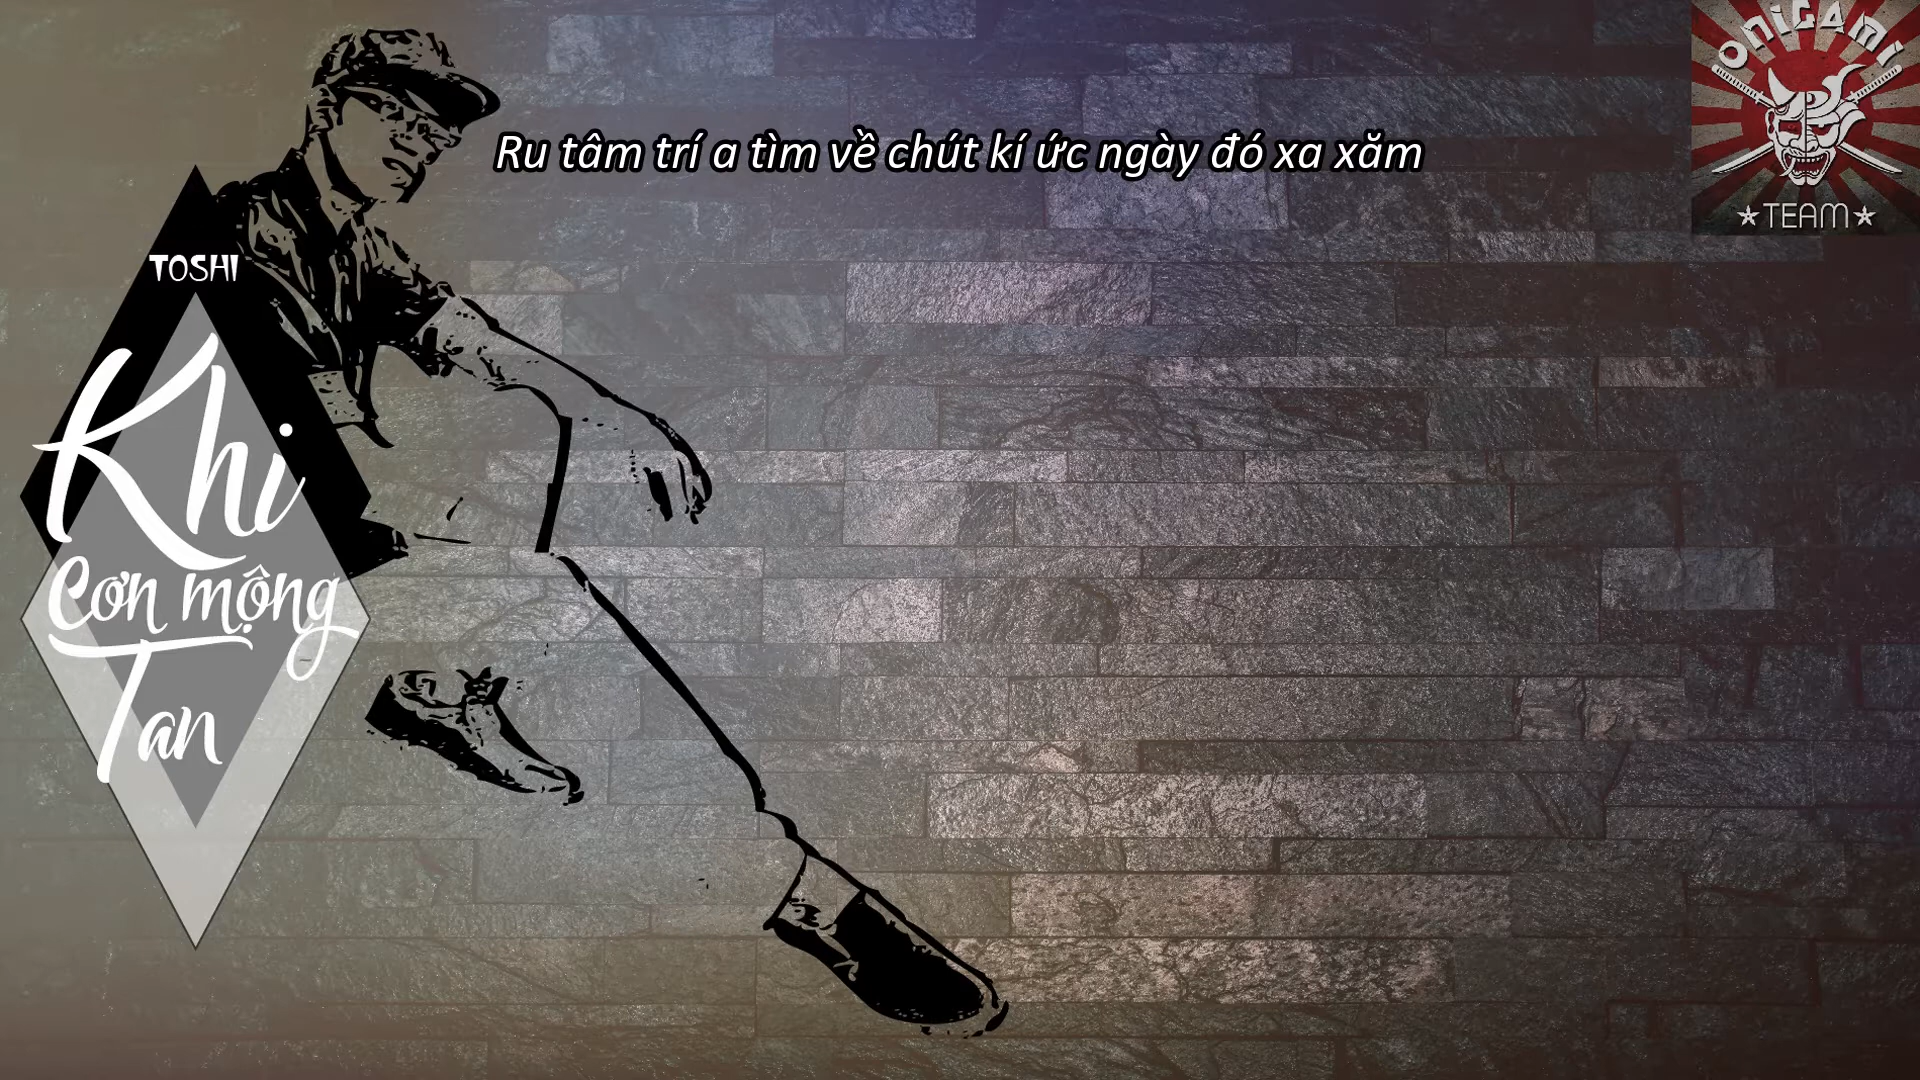 ONIGAMI
Ru tâm trí a tìm về chút kí ức ngày đó xa xăm
★TEAM★
TOSHI
Khi
Cơn mộng
Tan